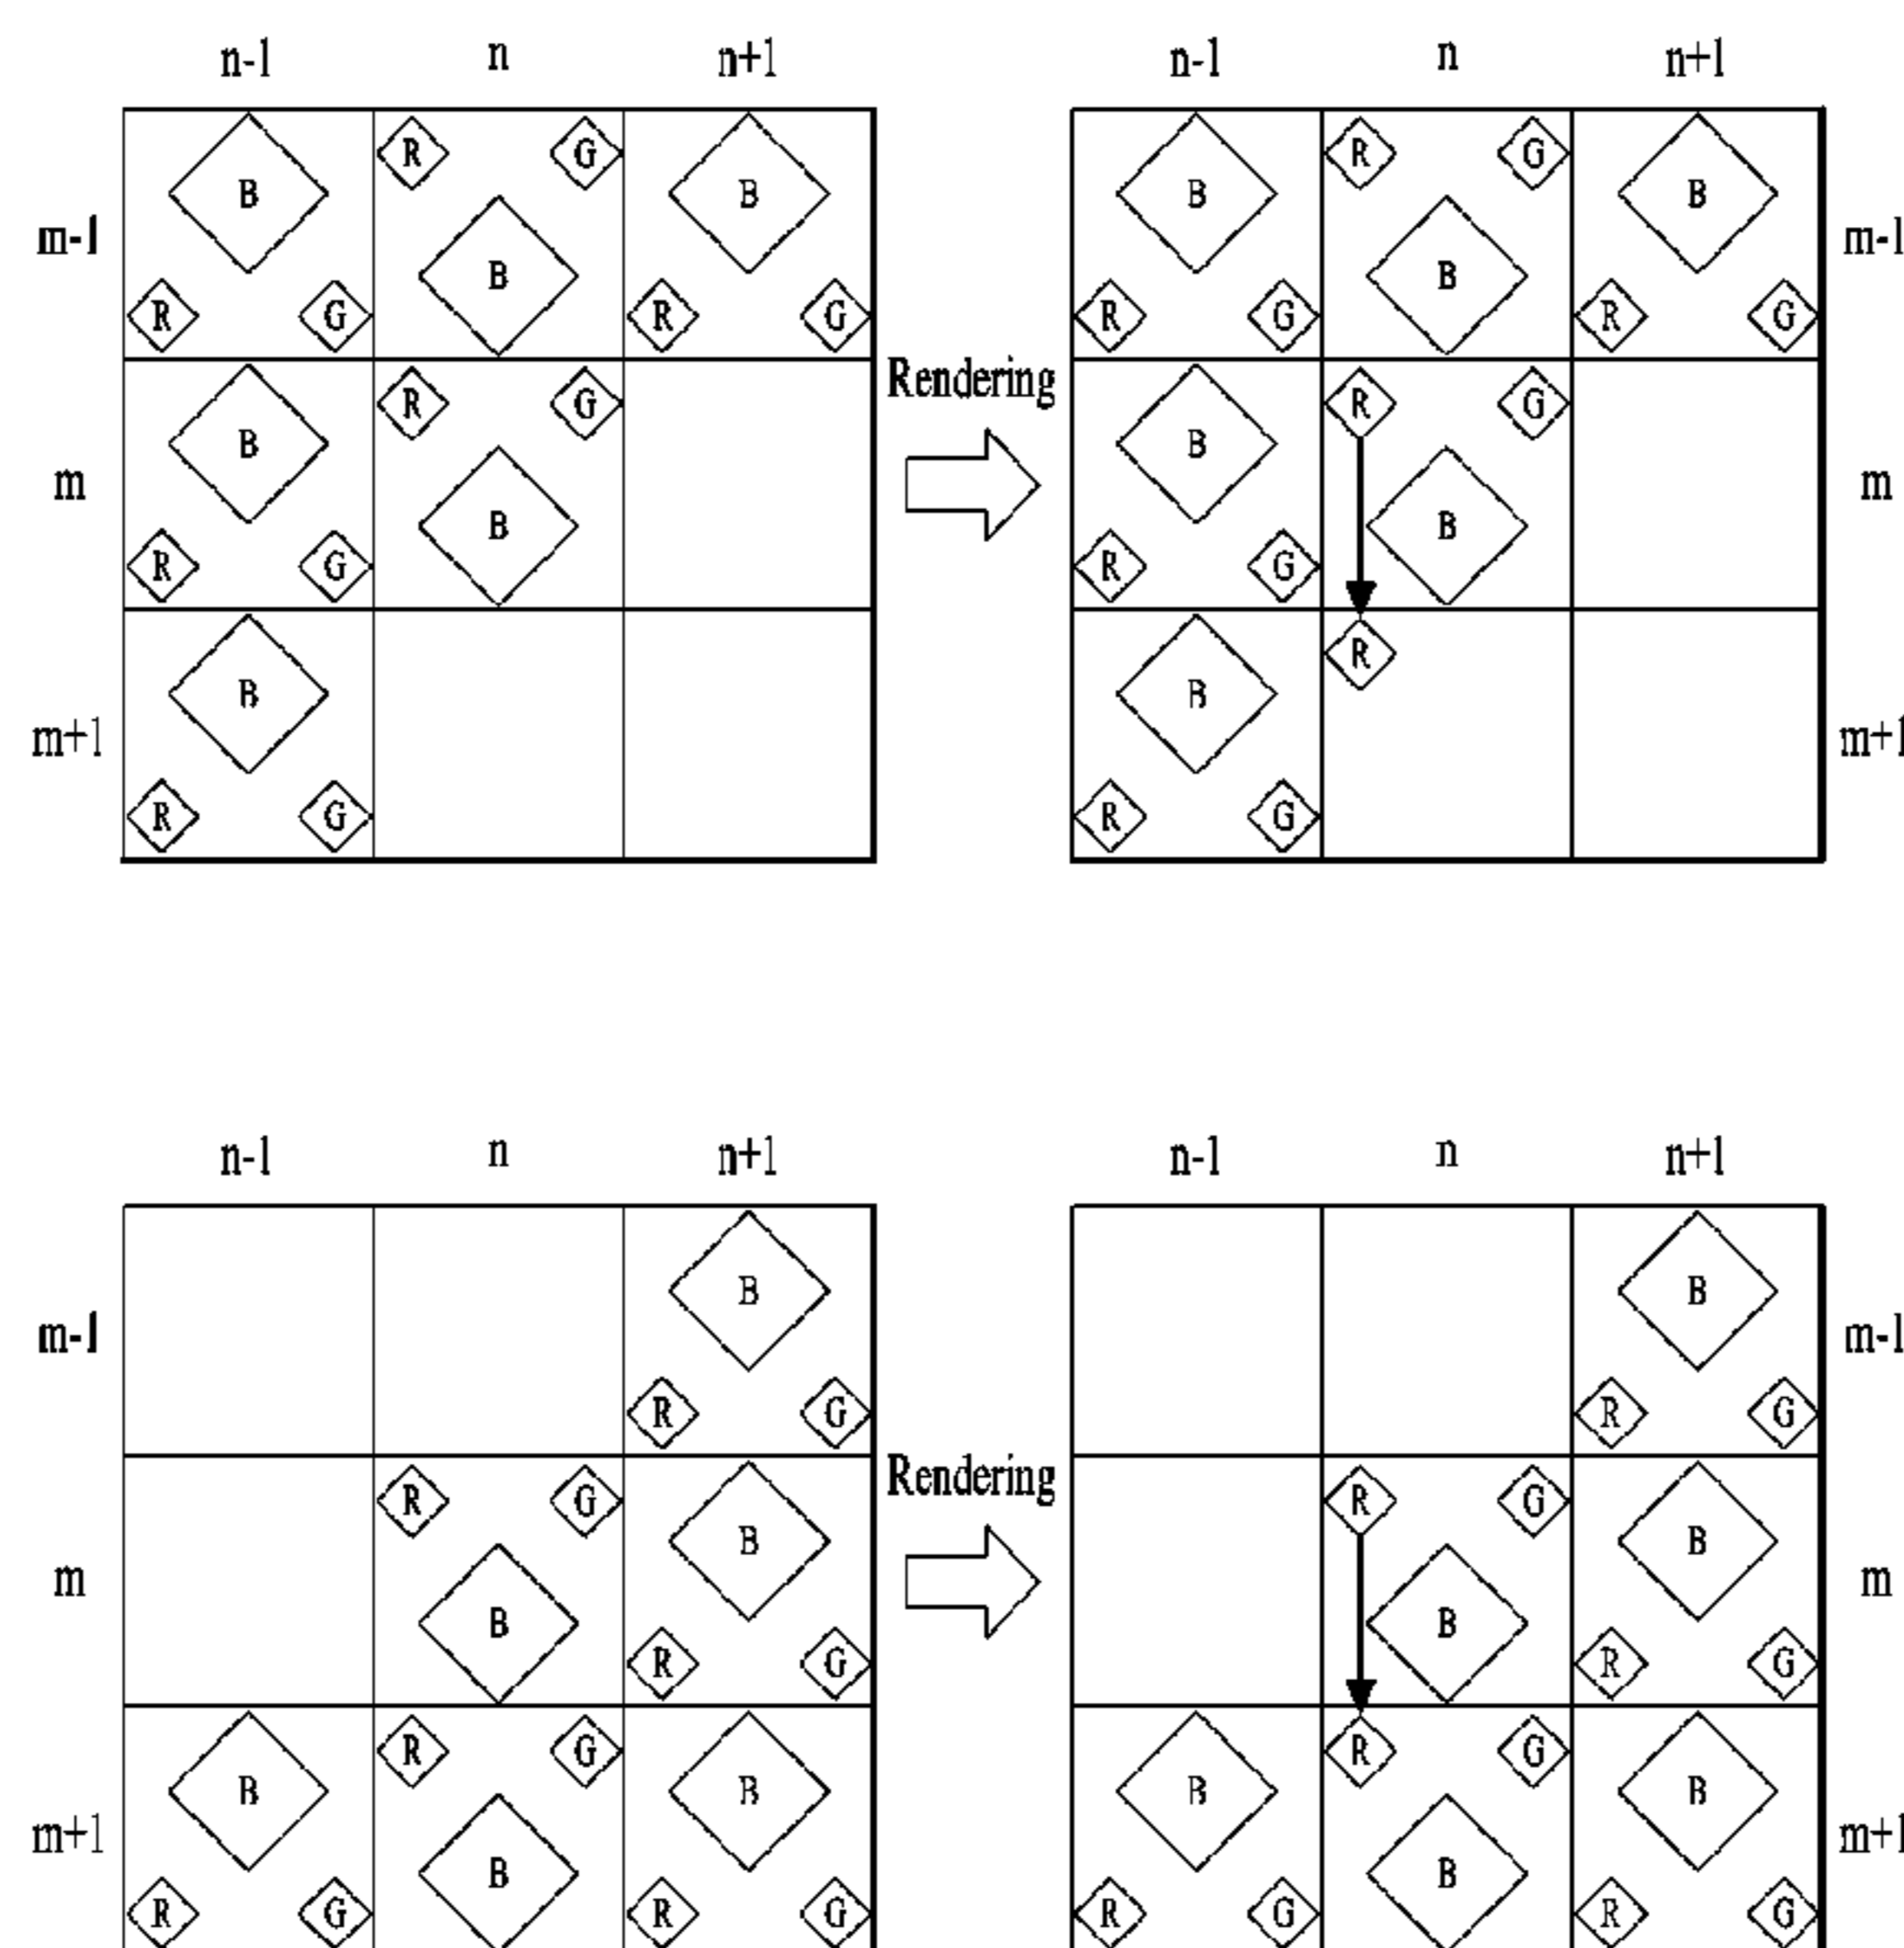 n-1 n n+1 n-1 n n+1
B R G B B R G B
m-1 B B m-1
R G R G R G R G
R G Rendering R G
B B
m B B m
R G R G
B R
B
m+1 m+1
R G R G
n-1 n n+1 n-1 n n+1
B B
m-1 m-1
R G R G
R G Rendering R G
B B
m B B m
R G R G
R G R G
B B B B
m+1 B B m+1
R G R G R G R G